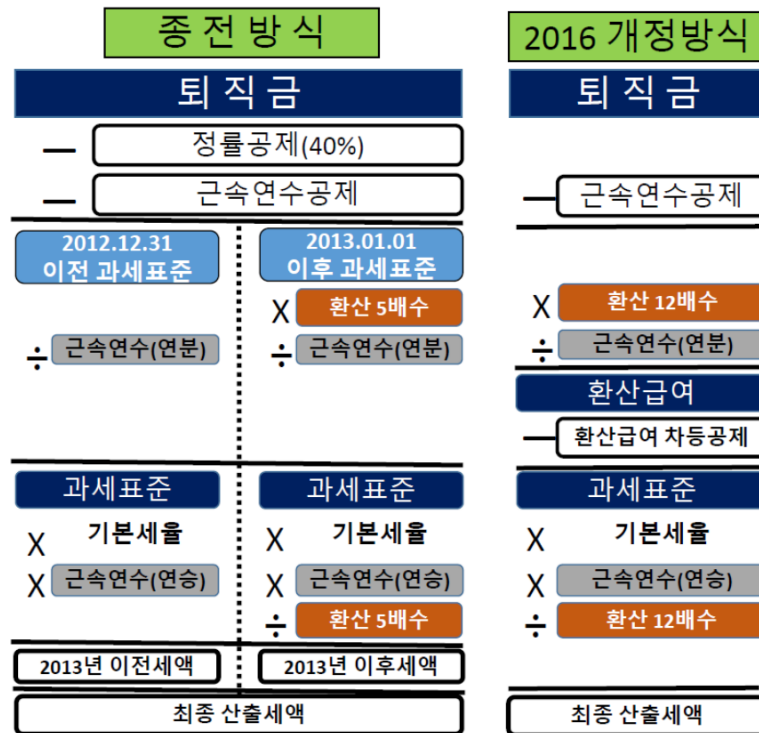 종 전 방 식
퇴 직 금
— 정률공제(40%)
— 근속연수공제
2012.12.31
이전 과세표준
÷ 근속연수(연분)
과세표준
X 기본세율
X 근속연수(연승)
2013년 이전세액
2013.01.01
이후 과세표준
X 환산 5배수
÷ 근속연수(연분)
과세표준
X 기본세율
X 근속연수(연승)
÷ 환산 5배수
2013년 이후세액
최종 산출세액
2016 개정방식
퇴 직 금
— 근속연수공제
X 환산 12배수
÷ 근속연수(연분)
환산급여
— 환산급여 차등공제
과세표준
X 기본세율
X 근속연수(연승)
÷ 환산 12배수
최종 산출세액